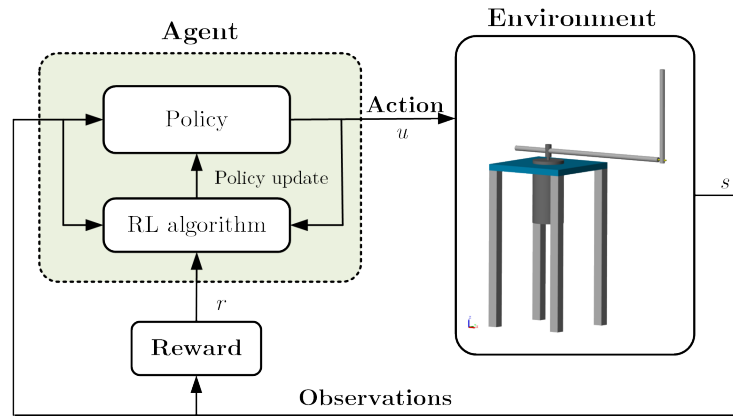 Environment
Agent
Policy
Action
u
Policy update
RL algorithm
s
r
Reward
Observations